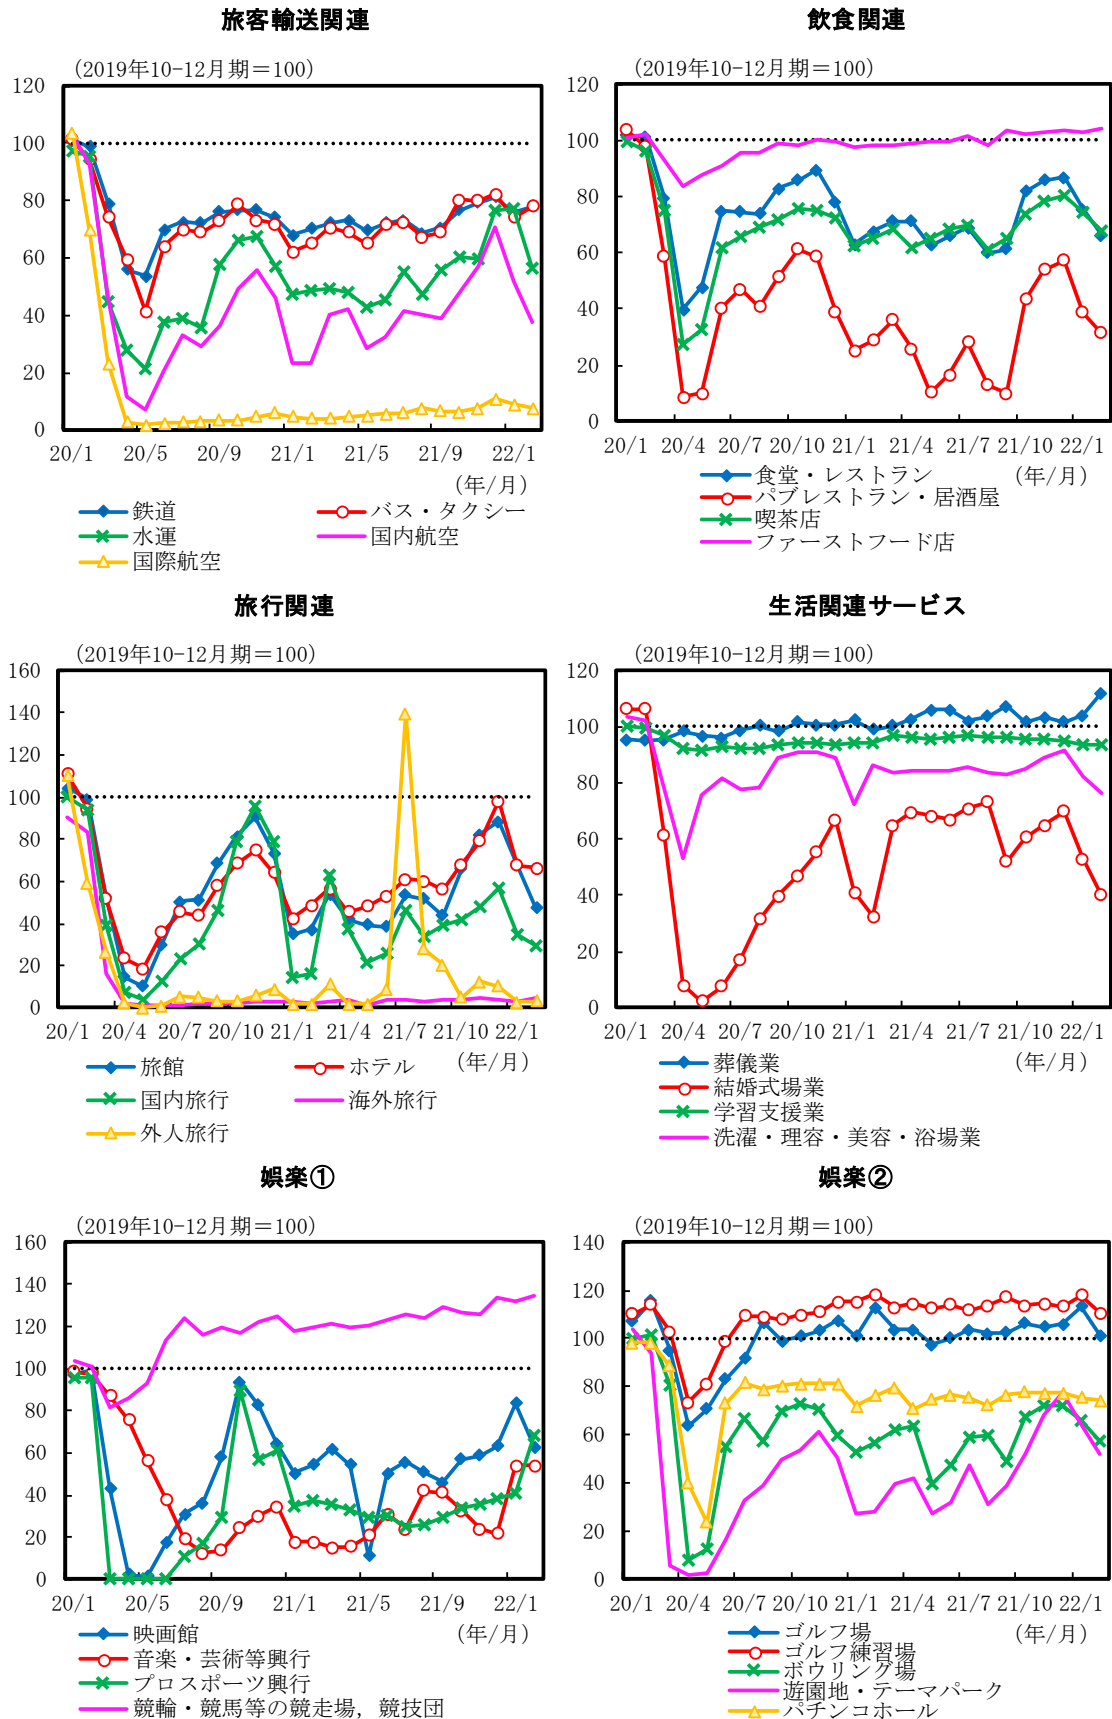 旅客輸送関連
(2019年10-12月期＝100)
120
100
80
60
40
20
0
20/1 20/5 20/9 21/1 21/5 21/9 22/1
(年/月)
鉄道 バス・タクシー
水運 国内航空
国際航空
飲食関連
(2019年10-12月期＝100)
120
100
80
60
40
20
0
20/1 20/4 20/7 20/10 21/1 21/4 21/7 21/10 22/1
(年/月)
食堂・レストラン
パブレストラン・居酒屋
喫茶店
ファーストフード店
旅行関連
(2019年10-12月期＝100)
160
140
120
100
80
60
40
20
0
20/1 20/4 20/7 20/10 21/1 21/4 21/7 21/10 22/1
(年/月)
旅館 ホテル
国内旅行 海外旅行
外人旅行
生活関連サービス
(2019年10-12月期＝100)
120
100
80
60
40
20
0
20/1 20/4 20/7 20/10 21/1 21/4 21/7 21/10 22/1
(年/月)
葬儀業
結婚式場業
学習支援業
洗濯・理容・美容・浴場業
娯楽①
(2019年10-12月期＝100)
160
140
120
100
80
60
40
20
0
20/1 20/5 20/9 21/1 21/5 21/9 22/1
(年/月)
映画館
音楽・芸術等興行
プロスポーツ興行
競輪・競馬等の競走場，競技団
娯楽②
(2019年10-12月期＝100)
140
120
100
80
60
40
20
0
20/1 20/4 20/7 20/10 21/1 21/4 21/7 21/10 22/1
(年/月)
ゴルフ場
ゴルフ練習場
ボウリング場
遊園地・テーマパーク
パチンコホール